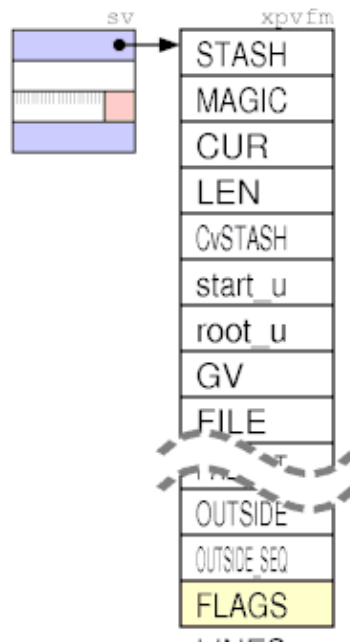 sv
xpvfm
STASH
MAGIC
CUR
LEN
CvSTASH
start_u
root_u
GV
FILE
OUTSIDE
OUTSIDE_SEQ
FLAGS